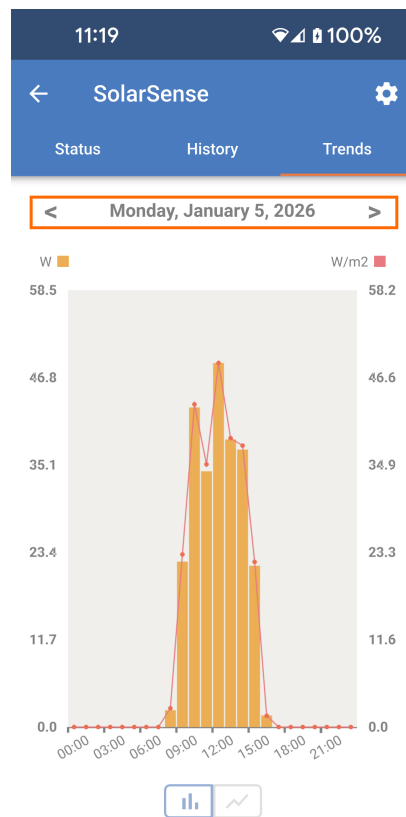 11:19 100%
SolarSense
Status History Trends
< Monday, January 5, 2026 >
W W/m2
58.5 58.2
46.8 46.6
35.1 34.9
23.4 23.3
11.7 11.6
0.0 0.0
00:00 03:00 06:00 09:00 12:00 15:00 18:00 21:00